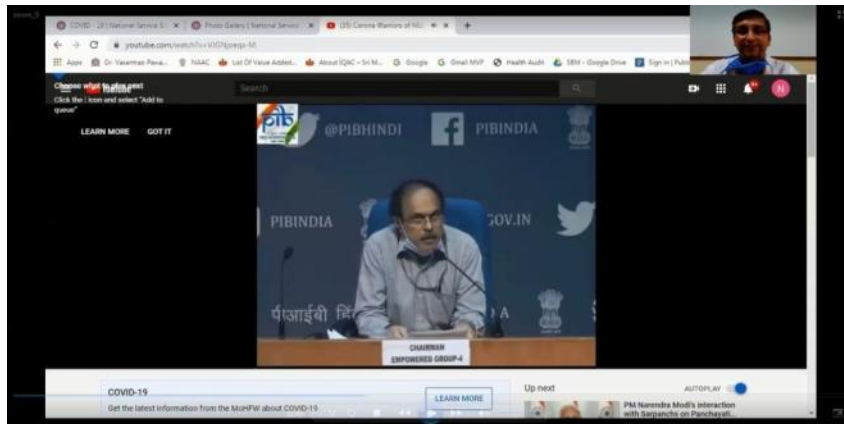 zoom_0
COVID - 19 | National Service S
Photo Gallery | National Service
(35) Corona Warriors of NSS
youtube.com
Apps
NAAC
List Of Value Added...
About IQAC – Sri M...
Google
Gmail MVP
Health Audit
SBM - Google Drive
Sign in
Choose what to play next
YouTube
Search
Click the : icon and select "Add to
queue"
LEARN MORE GOT IT
N
pib
@PIBHINDI
PIBINDIA
PIBINDIA
GOV.IN
पीआईबी हिं
A
CHAIRMAN
EMPOWERED GROUP-4
COVID-19
Get the latest information from the MoHFW about COVID-19
LEARN MORE
Up next
AUTOPLAY
PM Narendra Modi's interaction
with Sarpanchs on Panchayati...